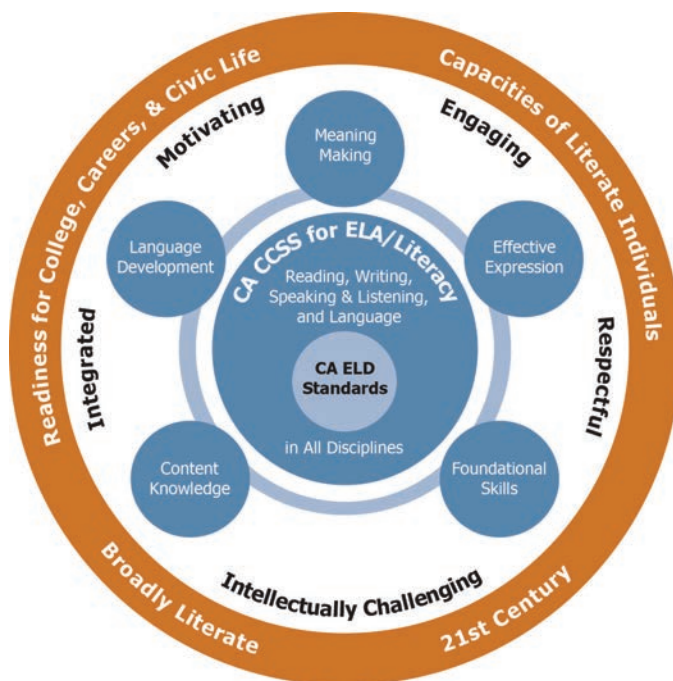 Readiness for College, Careers, & Civic Life
Capacities of Literate Individuals
Motivating
Engaging
Meaning
Making
Language
Development
Effective
Expression
CA CCSS for ELA/Literacy
Reading, Writing,
Speaking & Listening,
and Language
CA ELD
Standards
in All Disciplines
Integrated
Respectful
Content
Knowledge
Foundational
Skills
Intellectually Challenging
Broadly Literate
21st Century